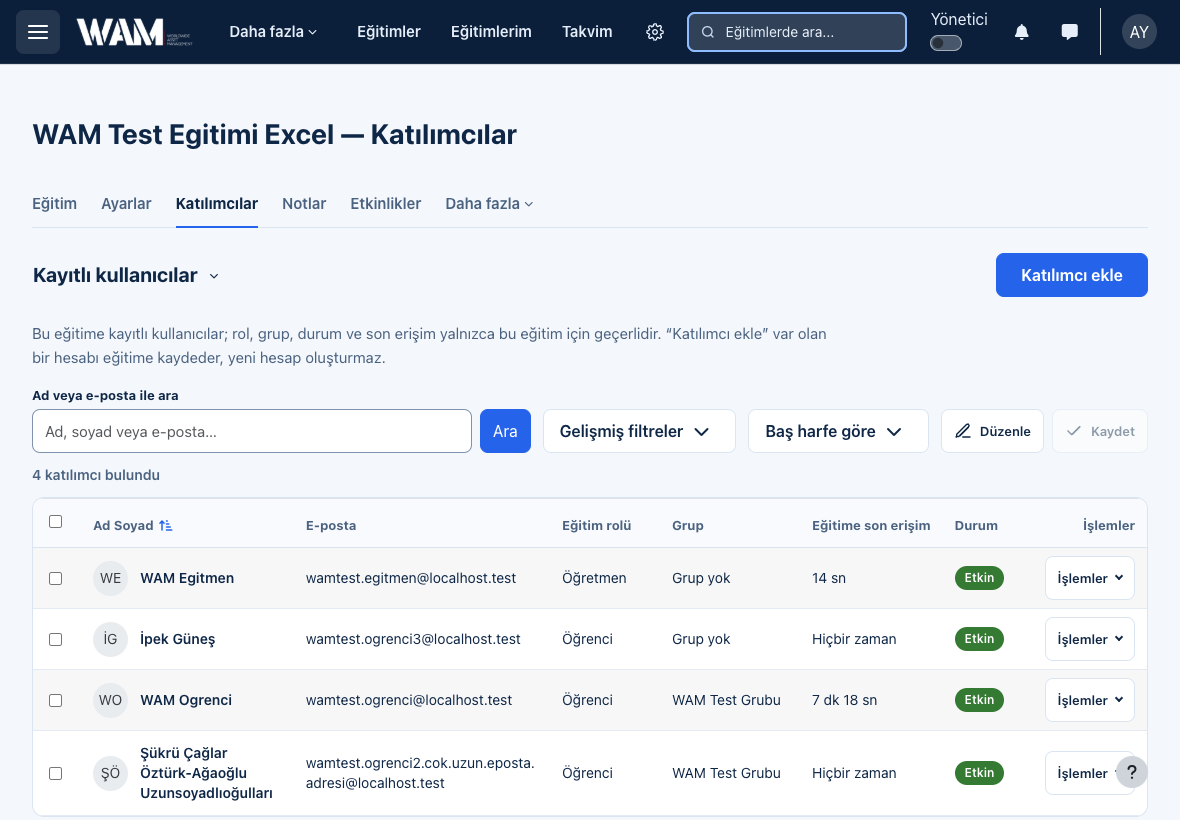 WAM WORLDWIDE ASSET MANAGEMENT
Daha fazla
Eğitimler
Eğitimlerim
Takvim
Eğitimlerde ara...
Yönetici
AY
WAM Test Egitimi Excel — Katılımcılar
Eğitim
Ayarlar
Katılımcılar
Notlar
Etkinlikler
Daha fazla
Kayıtlı kullanıcılar
Katılımcı ekle
Bu eğitime kayıtlı kullanıcılar; rol, grup, durum ve son erişim yalnızca bu eğitim için geçerlidir. “Katılımcı ekle” var olan
bir hesabı eğitime kaydeder, yeni hesap oluşturmaz.
Ad veya e-posta ile ara
Ad, soyad veya e-posta...
Ara
Gelişmiş filtreler
Baş harfe göre
Düzenle
Kaydet
4 katılımcı bulundu
Ad Soyad E-posta Eğitim rolü Grup Eğitime son erişim Durum İşlemler
WE WAM Egitmen wamtest.egitmen@localhost.test Öğretmen Grup yok 14 sn Etkin İşlemler
İG İpek Güneş wamtest.ogrenci3@localhost.test Öğrenci Grup yok Hiçbir zaman Etkin İşlemler
WO WAM Ogrenci wamtest.ogrenci@localhost.test Öğrenci WAM Test Grubu 7 dk 18 sn Etkin İşlemler
ŞÖ
Şükrü Çağlar
Öztürk-Ağaoğlu
Uzunsoyadlıoğulları
wamtest.ogrenci2.cok.uzun.eposta.
adresi@localhost.test
Öğrenci
WAM Test Grubu
Hiçbir zaman
Etkin
İşlemler
?